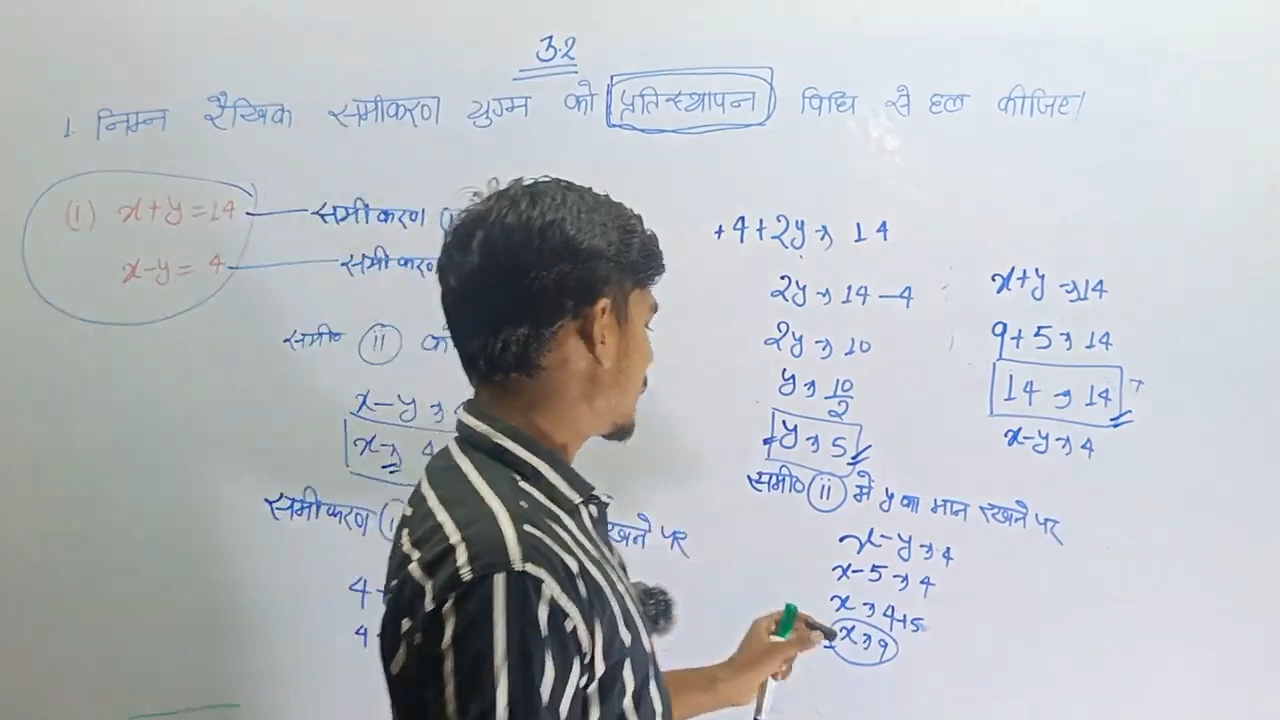 3.2
1. निम्न रैखिक समीकरण युग्म को प्रतिस्थापन विधि से हल कीजिए।
(i) x+y=14 — समीकरण
x-y= 4 — समीकरण
समी० (ii) को
x-y⇒
x⇒ 4
समीकरण रखने पर
4
4
+4+2y⇒ 14
2y⇒14-4
2y⇒10
y⇒10/2
y⇒5
समी० (ii) में y का मान रखने पर
x-y⇒4
x-5⇒4
x⇒4+5
x⇒9
x+y⇒14
9+5⇒14
14⇒14
x-y⇒4